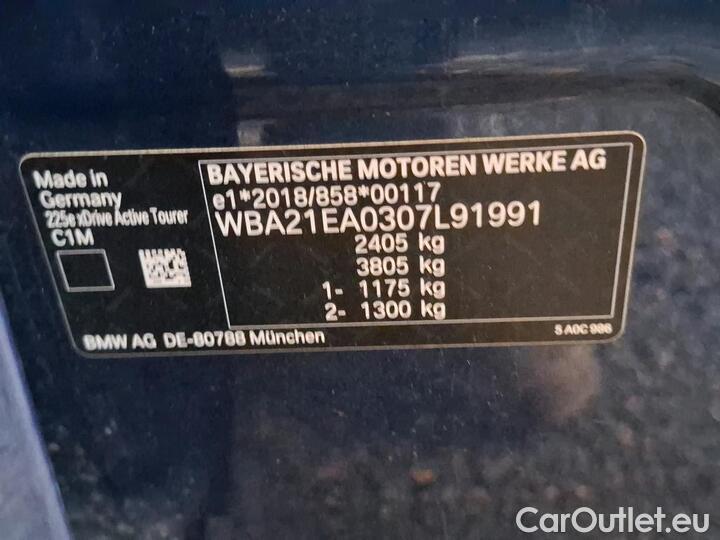 Made in
Germany
225e xDrive Active Tourer
C1M
BAYERISCHE MOTOREN WERKE AG
e1*2018/858*00117
WBA21EA0307L91991
2405 kg
3805 kg
1- 1175 kg
2- 1300 kg
BMW AG DE-80788 München
S A0C 986
CarOutlet.eu